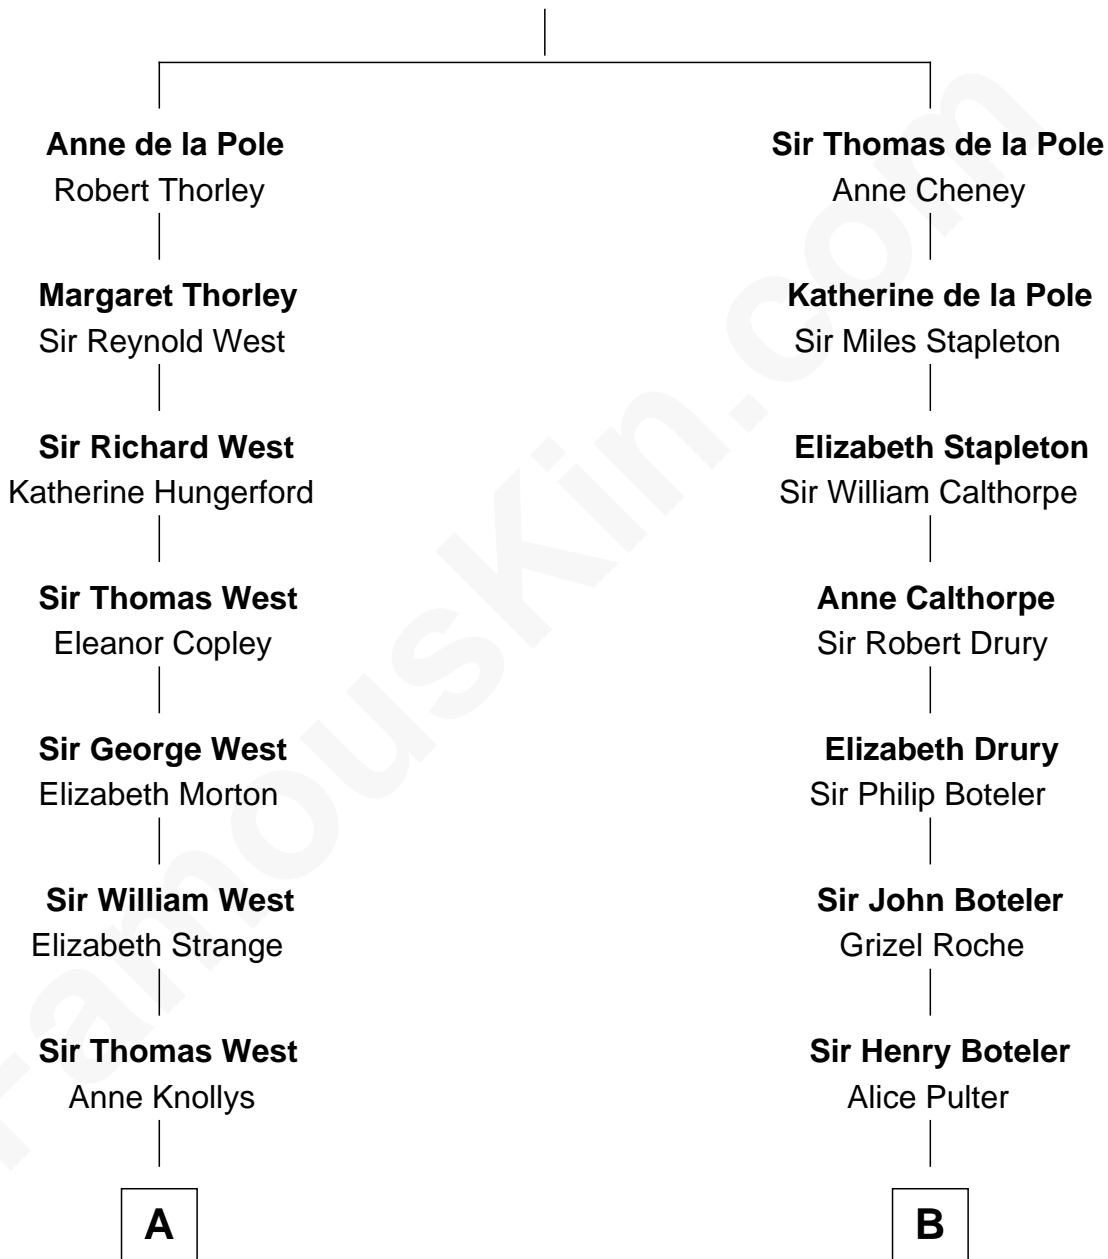 Anne de la Pole
Robert Thorley
Margaret Thorley
Sir Reynold West
Sir Richard West
Katherine Hungerford
Sir Thomas West
Eleanor Copley
Sir George West
Elizabeth Morton
Sir William West
Elizabeth Strange
Sir Thomas West
Anne Knollys
A
Sir Thomas de la Pole
Anne Cheney
Katherine de la Pole
Sir Miles Stapleton
Elizabeth Stapleton
Sir William Calthorpe
Anne Calthorpe
Sir Robert Drury
Elizabeth Drury
Sir Philip Boteler
Sir John Boteler
Grizel Roche
Sir Henry Boteler
Alice Pulter
B
FamousKin.com